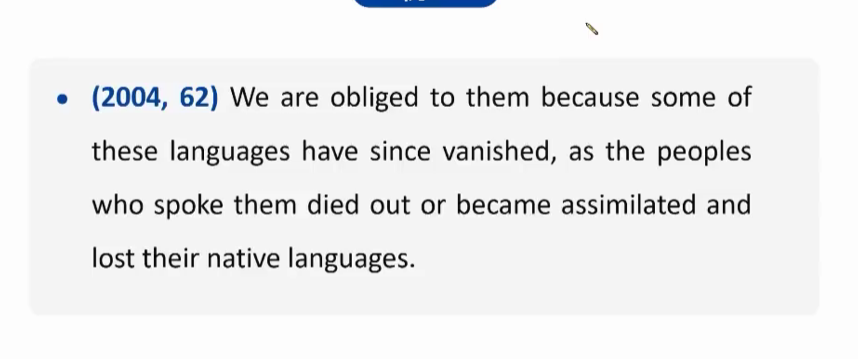 • (2004, 62) We are obliged to them because some of
these languages have since vanished, as the peoples
who spoke them died out or became assimilated and
lost their native languages.